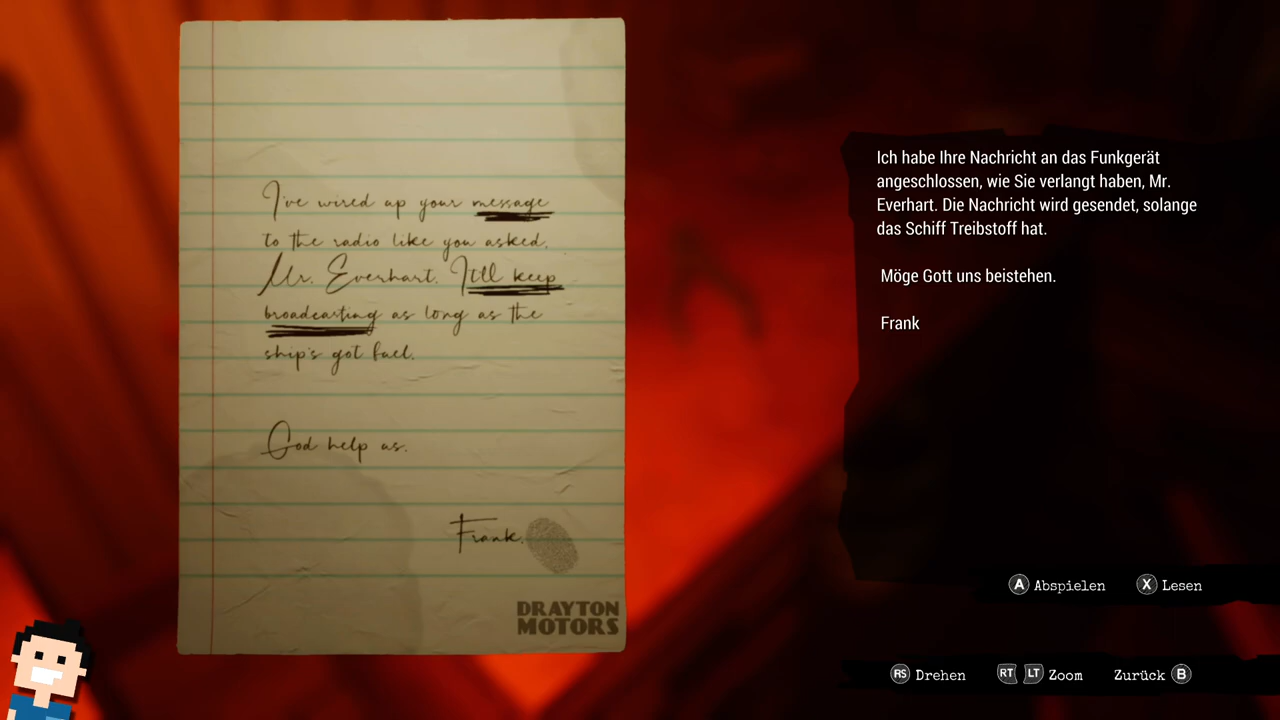 I've wired up your message
to the radio like you asked,
Mr. Everhart. It'll keep
broadcasting as long as the
ship's got fuel.
God help us.
Frank.
DRAYTON
MOTORS
Ich habe Ihre Nachricht an das Funkgerät
angeschlossen, wie Sie verlangt haben, Mr.
Everhart. Die Nachricht wird gesendet, solange
das Schiff Treibstoff hat.
Möge Gott uns beistehen.
Frank
A Abspielen X Lesen
RS Drehen RT LT Zoom Zurück B